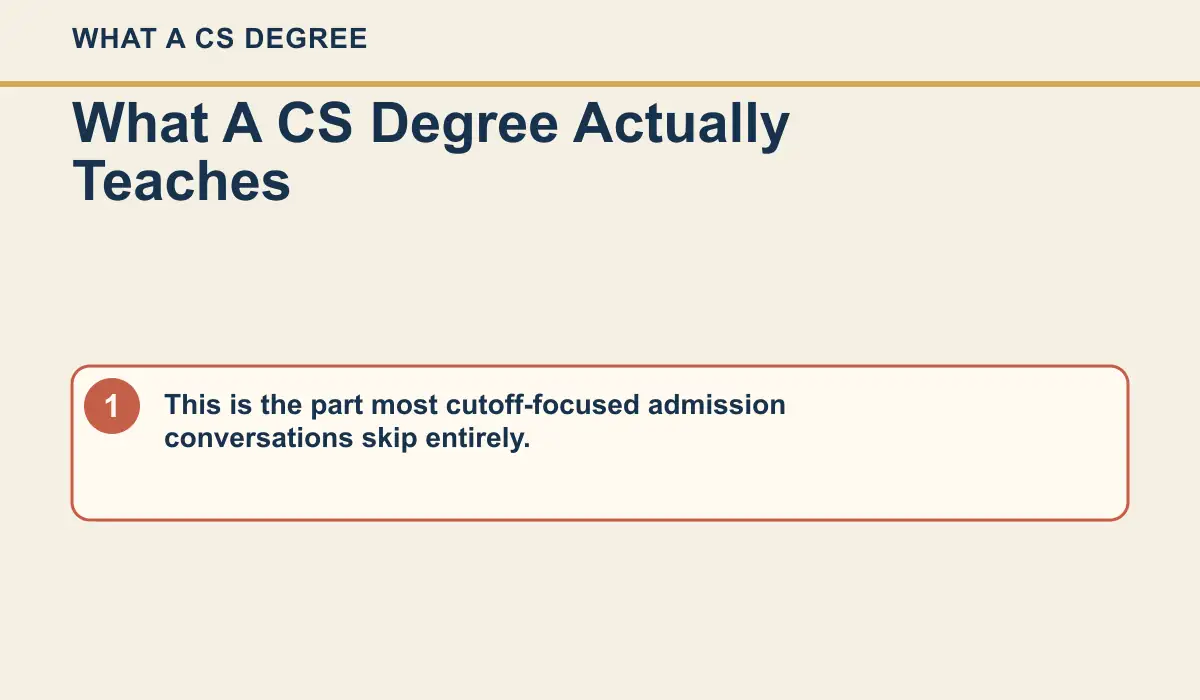 WHAT A CS DEGREE
What A CS Degree Actually
Teaches
1
This is the part most cutoff-focused admission
conversations skip entirely.